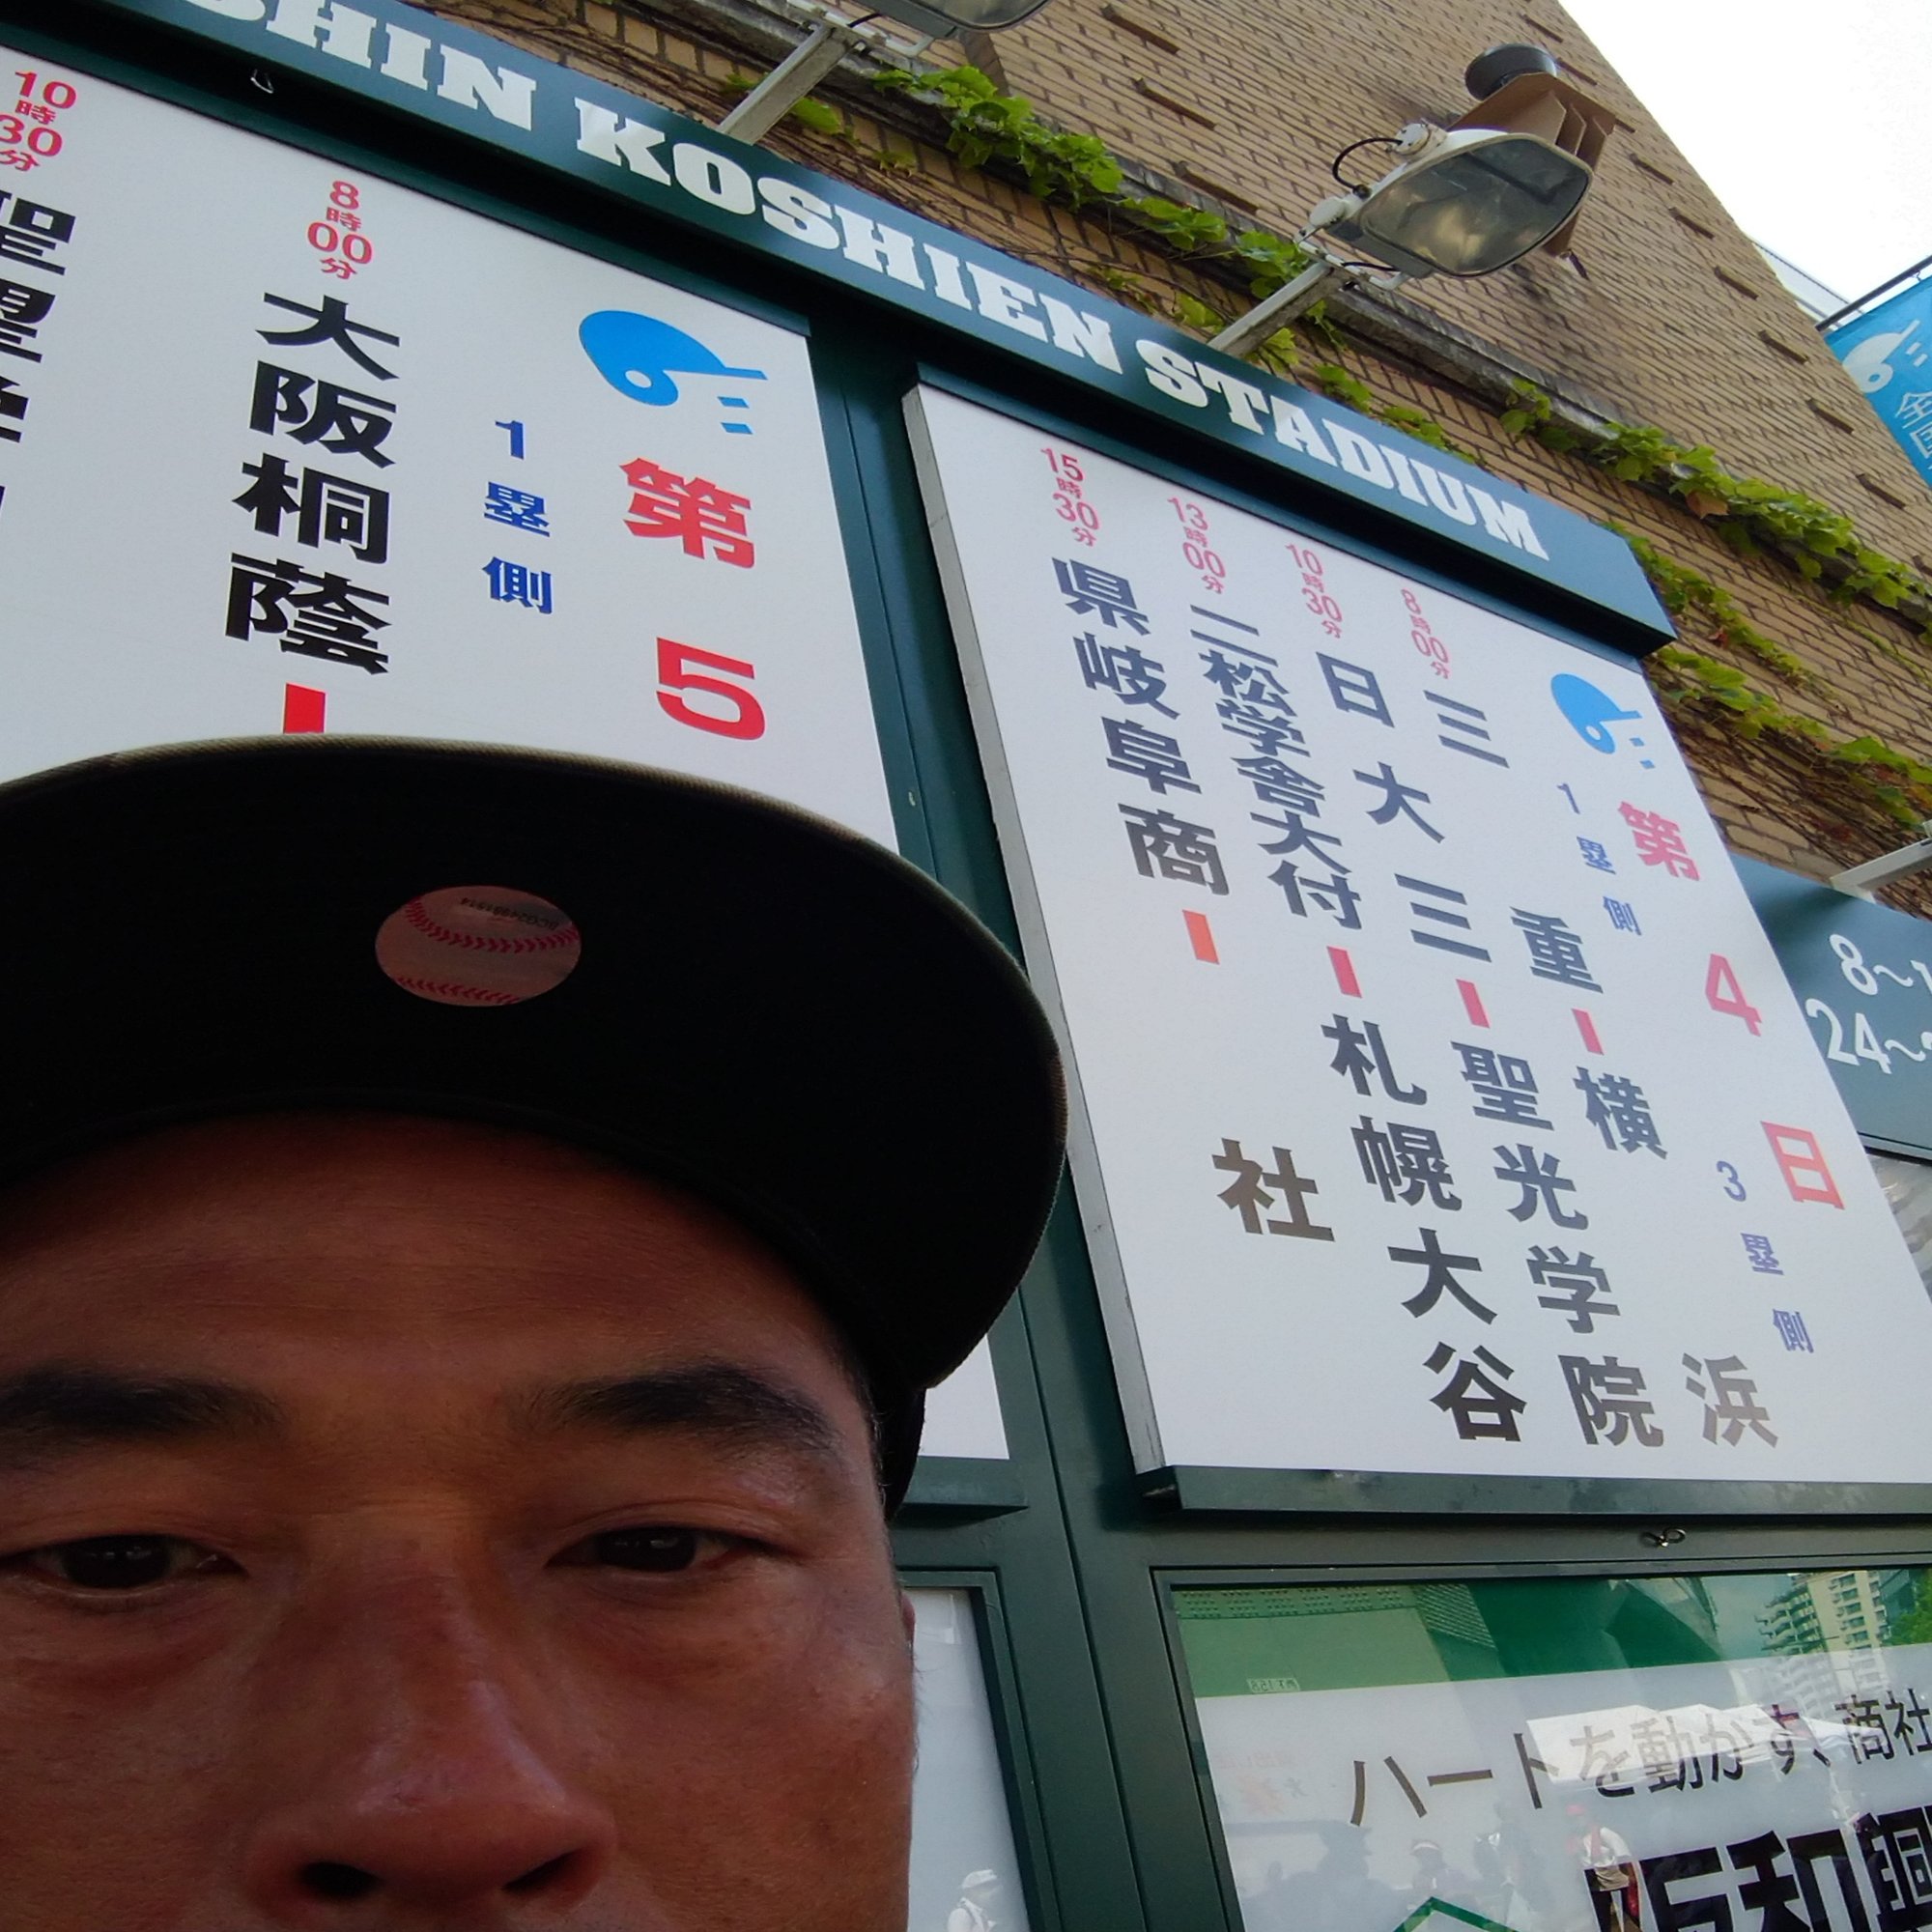 SHIN KOSHIEN STADIUM
第4日
1塁側 3塁側
8時00分 三重 横浜
10時30分 日大三 聖光学院
13時00分 二松学舎大付 札幌大谷
15時30分 県岐阜商 社
第5
1塁側
8時00分 大阪桐蔭
10時30分 聖
全国
8~1
24~
ハートを動かす、商社
阪和興